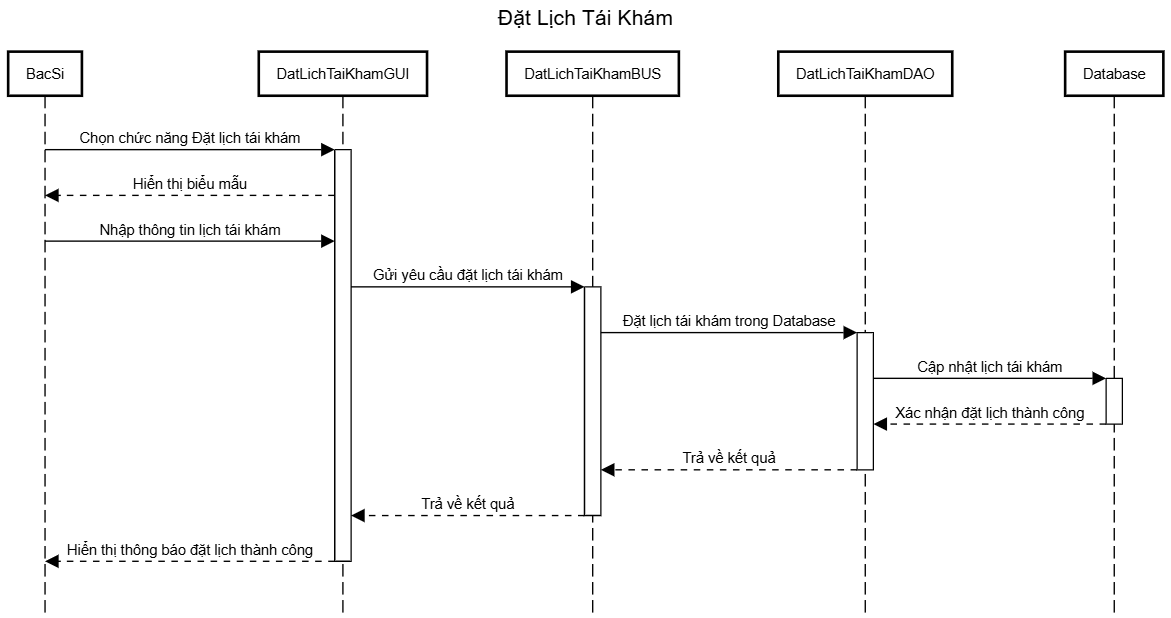 Đặt Lịch Tái Khám
BacSi
DatLichTaiKhamGUI
DatLichTaiKhamBUS
DatLichTaiKhamDAO
Database
Chọn chức năng Đặt lịch tái khám
Hiển thị biểu mẫu
Nhập thông tin lịch tái khám
Gửi yêu cầu đặt lịch tái khám
Đặt lịch tái khám trong Database
Cập nhật lịch tái khám
Xác nhận đặt lịch thành công
Trả về kết quả
Trả về kết quả
Hiển thị thông báo đặt lịch thành công